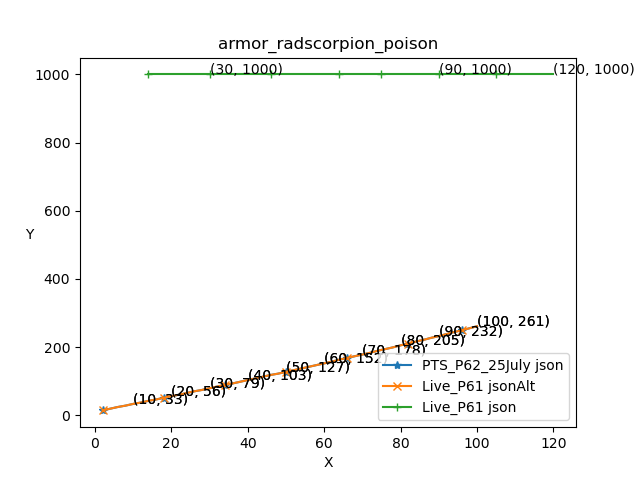 armor_radscorpion_poison
1000
(30, 1000)
(90, 1000)
(120, 1000)
800
600
Y
400
(100, 261)
(90, 232)
(80, 205)
200
(70, 178)
(60, 152)
(50, 127)
(40, 103)
(30, 79)
(20, 56)
(10, 33)
PTS_P62_25July json
Live_P61 jsonAlt
Live_P61 json
0
0 20 40 60 80 100 120
X